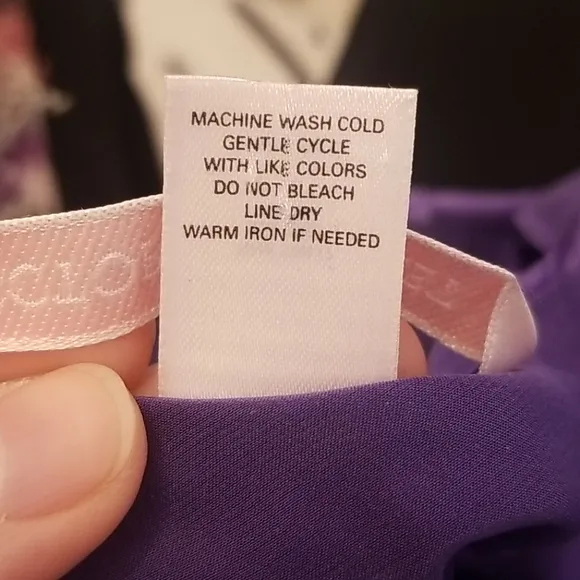 MACHINE WASH COLD
GENTLE CYCLE
WITH LIKE COLORS
DO NOT BLEACH
LINE DRY
WARM IRON IF NEEDED